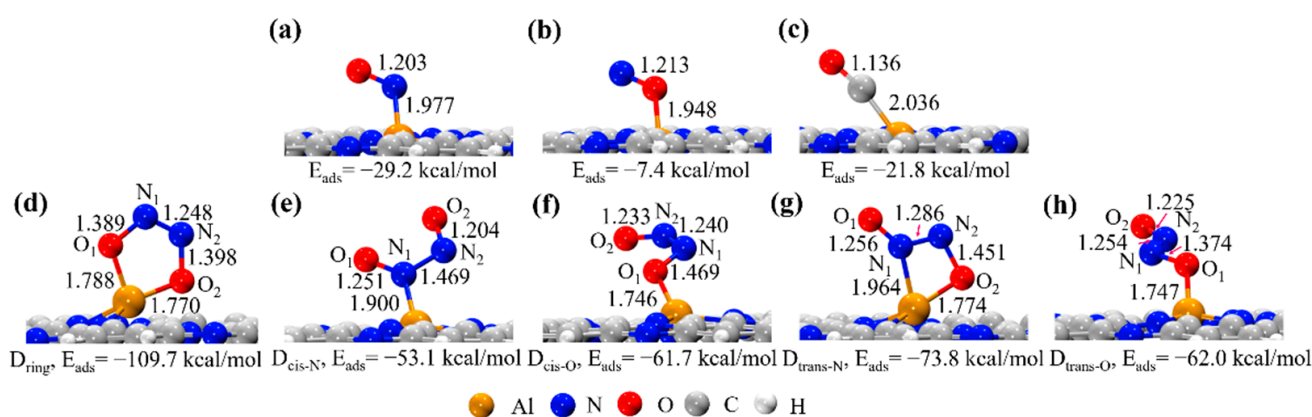 (a)
1.203
1.977
E_ads= −29.2 kcal/mol
(b)
1.213
1.948
E_ads= −7.4 kcal/mol
(c)
1.136
2.036
E_ads= −21.8 kcal/mol
(d)
N₁
1.389
1.248
N₂
O₁
1.398
1.788
O₂
1.770
D_ring, E_ads= −109.7 kcal/mol
(e)
O₂
1.204
O₁
N₁
N₂
1.251
1.469
1.900
D_cis-N, E_ads= −53.1 kcal/mol
(f)
1.233
N₂
1.240
O₂
N₁
O₁
1.469
1.746
D_cis-O, E_ads= −61.7 kcal/mol
(g)
1.286
O₁
N₂
1.256
1.451
N₁
O₂
1.964
1.774
D_trans-N, E_ads= −73.8 kcal/mol
(h)
1.225
O₂
N₂
1.254
1.374
N₁
O₁
1.747
D_trans-O, E_ads= −62.0 kcal/mol
Al N O C H